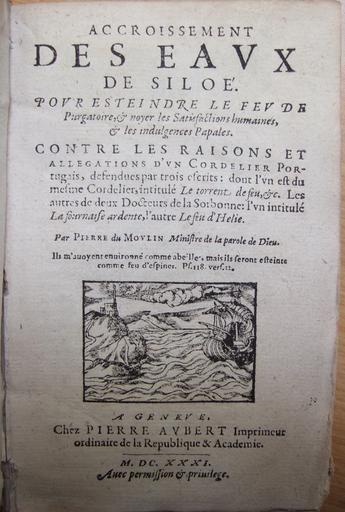 ACCROISSEMENT
DES EAVX
DE SILOE'.
POVR ESTEINDRE LE FEV DE
Purgatoire, & noyer les Satisfactions humaines,
& les indulgences Papales.
CONTRE LES RAISONS ET
ALLEGATIONS D'VN CORDELIER POR-
tugais, defendues par trois escrits: dont l'vn est du
mesme Cordelier, intitulé Le torrent de feu, &c. Les
autres de deux Docteurs de la Sorbonne: l'vn intitulé
La fournaise ardente, l'autre Le feu d'Helie.
Par PIERRE du MOVLIN Ministre de la parole de Dieu.
Ils m'auoyent enuironné comme abeilles, mais ils seront esteints
comme feu d'espines. Ps. 118. vers. 12.
A GENEVE,
Chez PIERRE AVBERT Imprimeur
ordinaire de la Republique & Academie.
M. DC. XXXI.
Auec permission & priuilege.